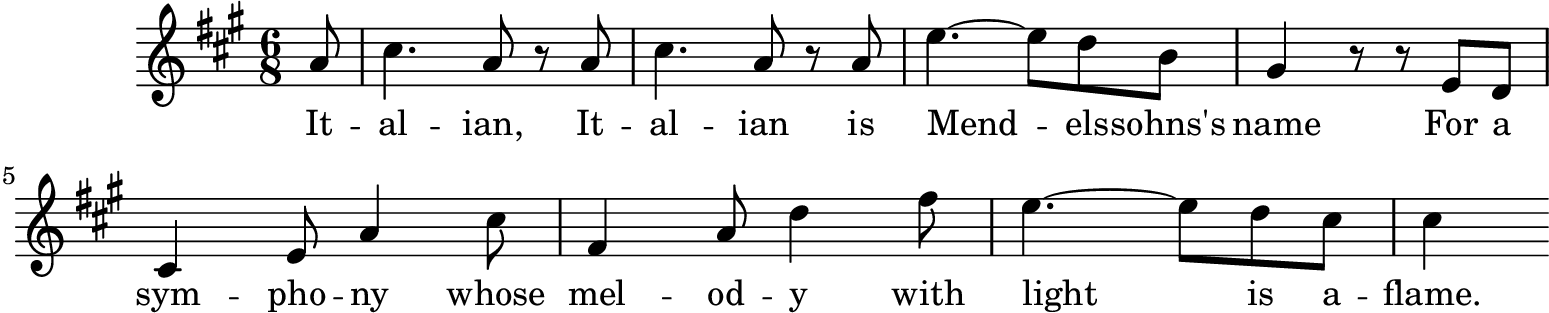 6
8
It - al - ian, It - al - ian is Mend - elssohns's name For a
5
sym - pho - ny whose mel - od - y with light is a - flame.